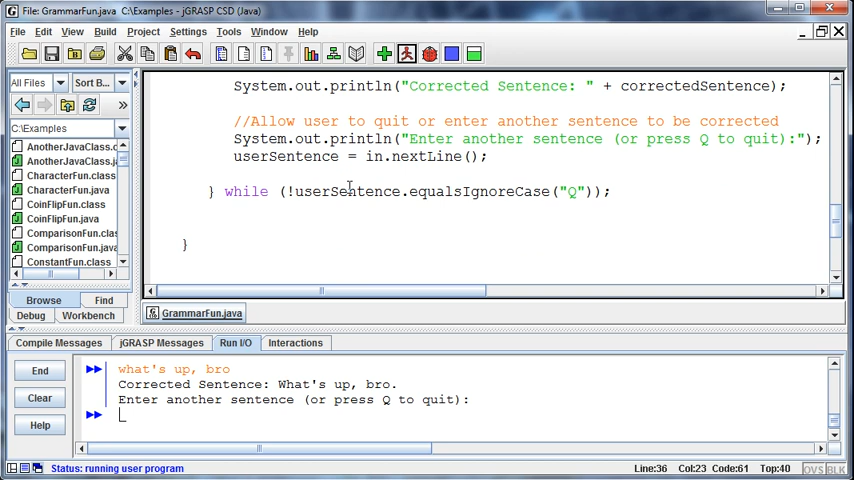 File: GrammarFun.java  C:\Examples - jGRASP CSD (Java)
File Edit View Build Project Settings Tools Window Help
All Files Sort B...
C:\Examples
AnotherJavaClass.c
AnotherJavaClass.ja
CharacterFun.class
CharacterFun.java
CoinFlipFun.class
CoinFlipFun.java
ComparisonFun.class
ComparisonFun.java
ConstantFun.class
Browse Find
Debug Workbench
System.out.println("Corrected Sentence: " + correctedSentence);
//Allow user to quit or enter another sentence to be corrected
System.out.println("Enter another sentence (or press Q to quit):");
userSentence = in.nextLine();
} while (!userSentence.equalsIgnoreCase("Q"));
}
GrammarFun.java
Compile Messages jGRASP Messages Run I/O Interactions
End
Clear
Help
what's up, bro
Corrected Sentence: What's up, bro.
Enter another sentence (or press Q to quit):
Status: running user program Line:36 Col:23 Code:61 Top:40 OVS BLK